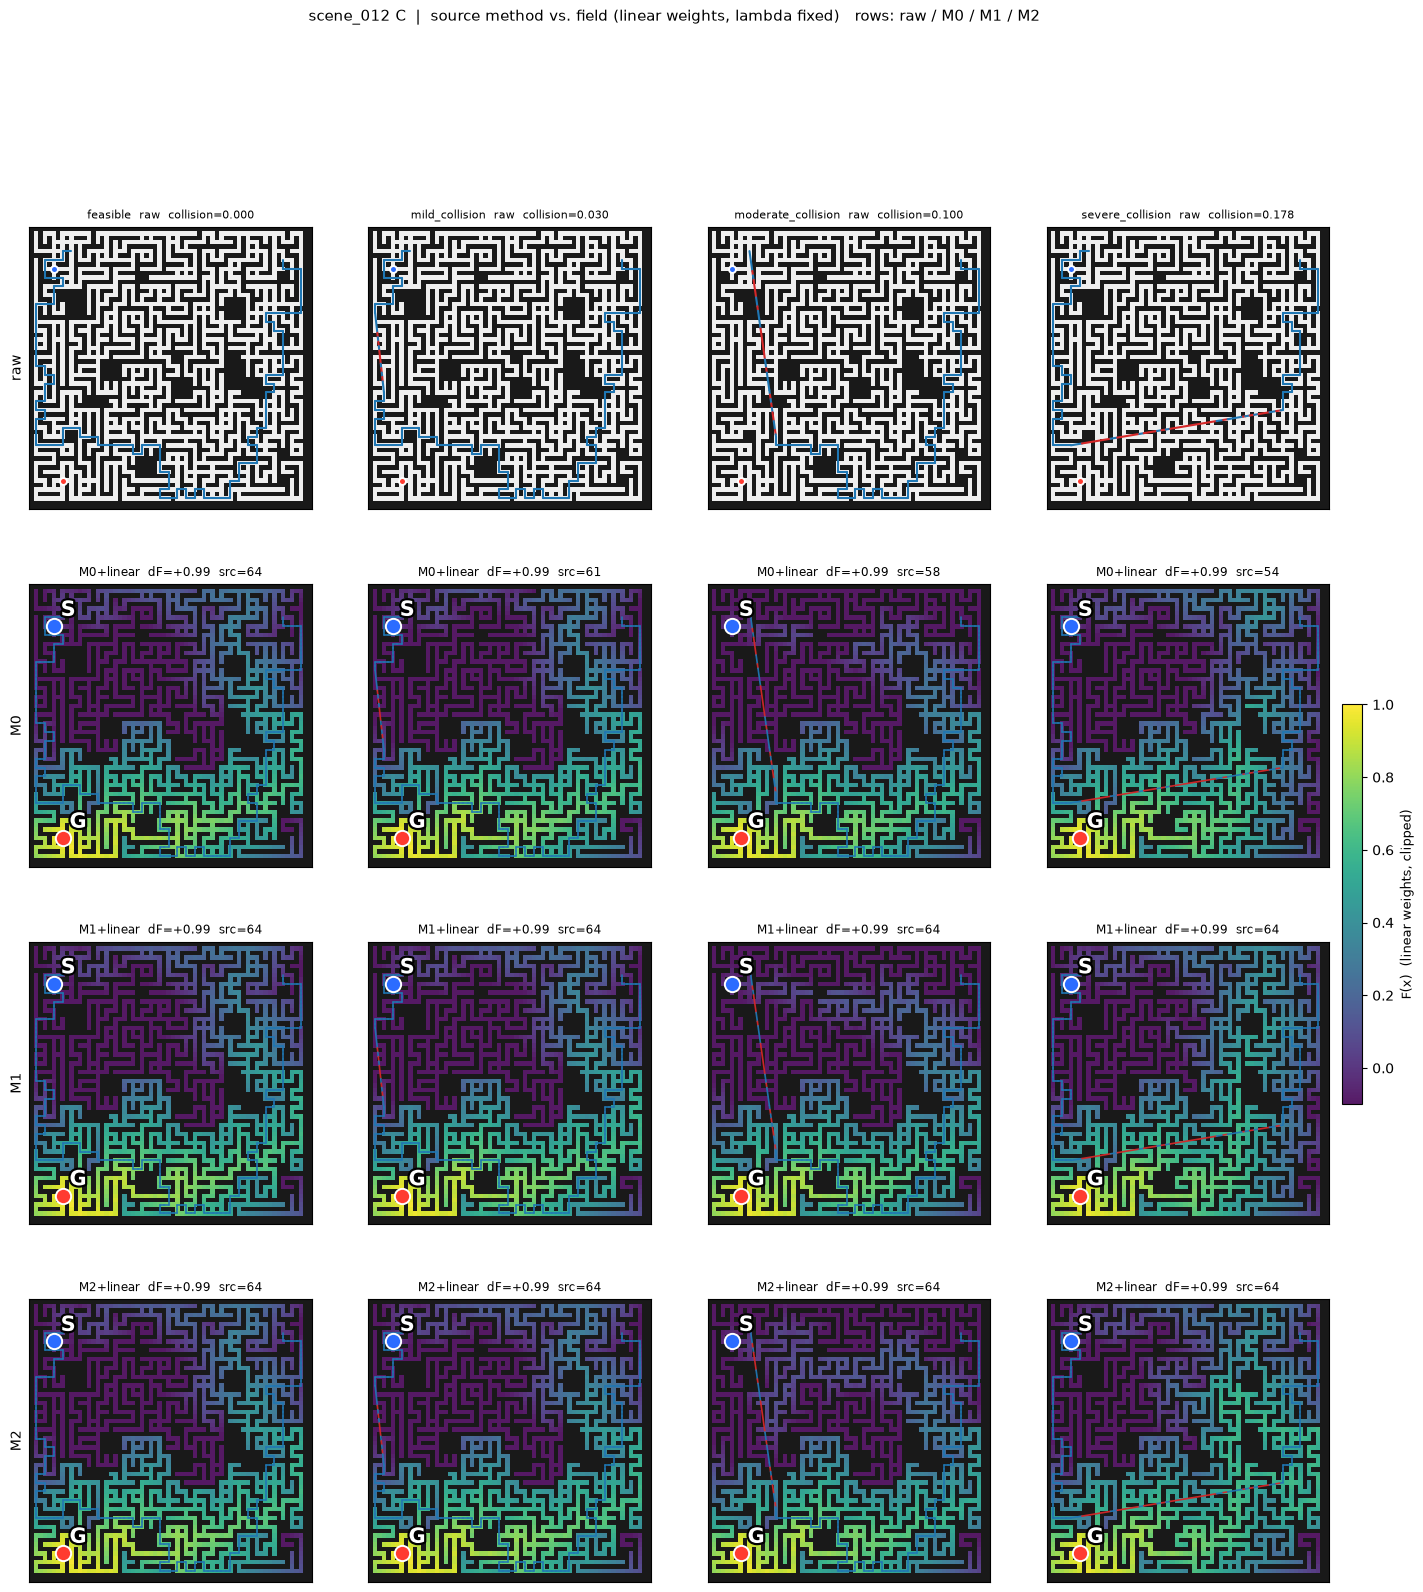 scene_012 C  |  source method vs. field (linear weights, lambda fixed)   rows: raw / M0 / M1 / M2
feasible  raw  collision=0.000
mild_collision  raw  collision=0.030
moderate_collision  raw  collision=0.100
severe_collision  raw  collision=0.178
raw
M0+linear  dF=+0.99  src=64
M0+linear  dF=+0.99  src=61
M0+linear  dF=+0.99  src=58
M0+linear  dF=+0.99  src=54
M0
S
G
S
G
S
G
S
G
M1+linear  dF=+0.99  src=64
M1+linear  dF=+0.99  src=64
M1+linear  dF=+0.99  src=64
M1+linear  dF=+0.99  src=64
M1
S
G
S
G
S
G
S
G
M2+linear  dF=+0.99  src=64
M2+linear  dF=+0.99  src=64
M2+linear  dF=+0.99  src=64
M2+linear  dF=+0.99  src=64
M2
S
G
S
G
S
G
S
G
1.0
0.8
0.6
0.4
0.2
0.0
F(x)  (linear weights, clipped)